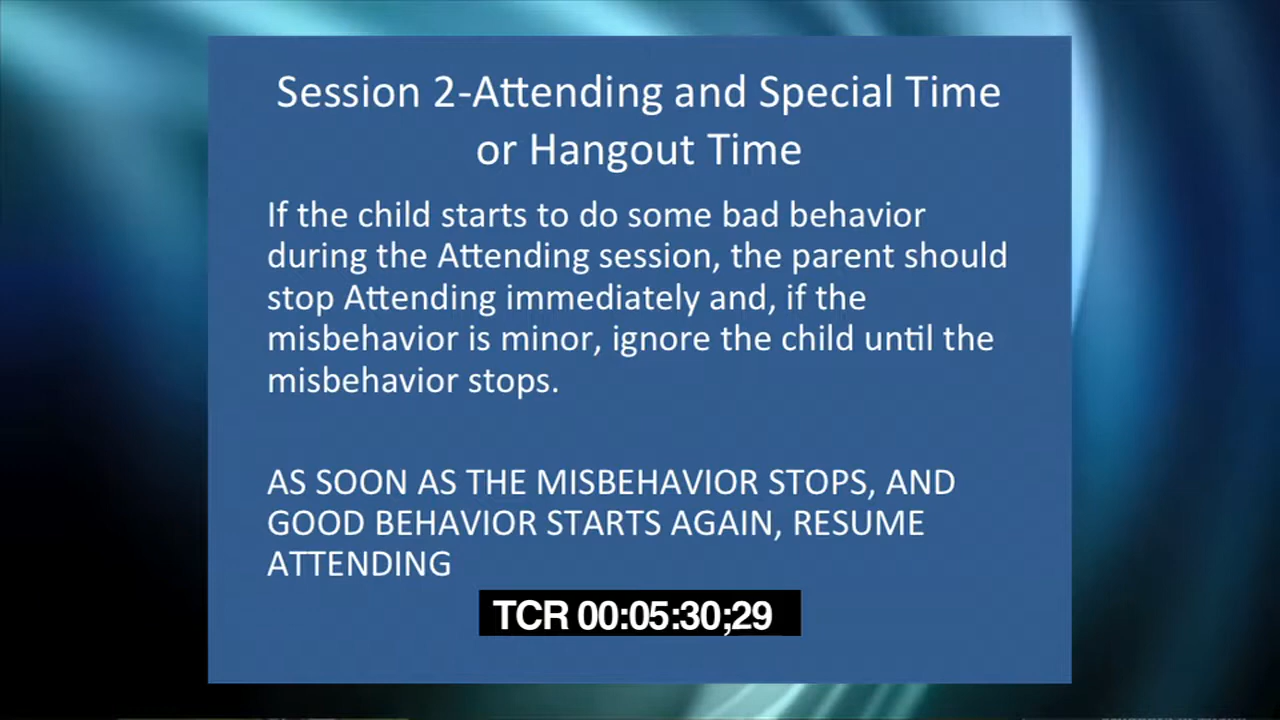 Session 2-Attending and Special Time
or Hangout Time
If the child starts to do some bad behavior
during the Attending session, the parent should
stop Attending immediately and, if the
misbehavior is minor, ignore the child until the
misbehavior stops.
AS SOON AS THE MISBEHAVIOR STOPS, AND
GOOD BEHAVIOR STARTS AGAIN, RESUME
ATTENDING
TCR 00:05:30;29